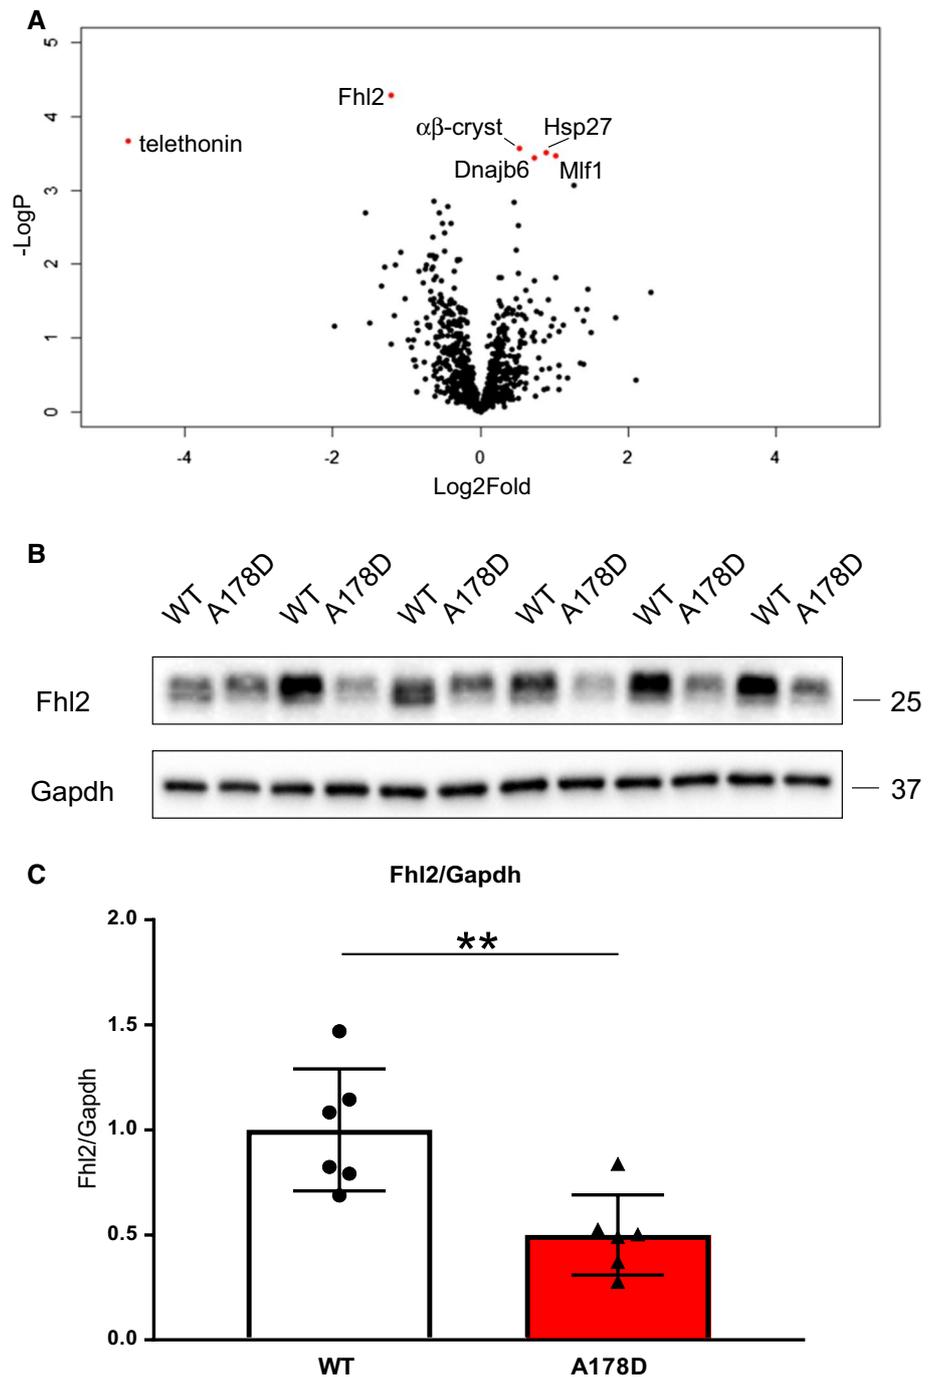 A
5
4
3
2
1
0
-LogP
Fhl2
telethonin
αβ-cryst
Hsp27
Dnajb6
Mlf1
-4 -2 0 2 4
Log2Fold
B
WT A178D WT A178D WT A178D WT A178D WT A178D WT A178D
Fhl2
25
Gapdh
37
C
Fhl2/Gapdh
**
2.0
1.5
1.0
0.5
0.0
Fhl2/Gapdh
WT A178D